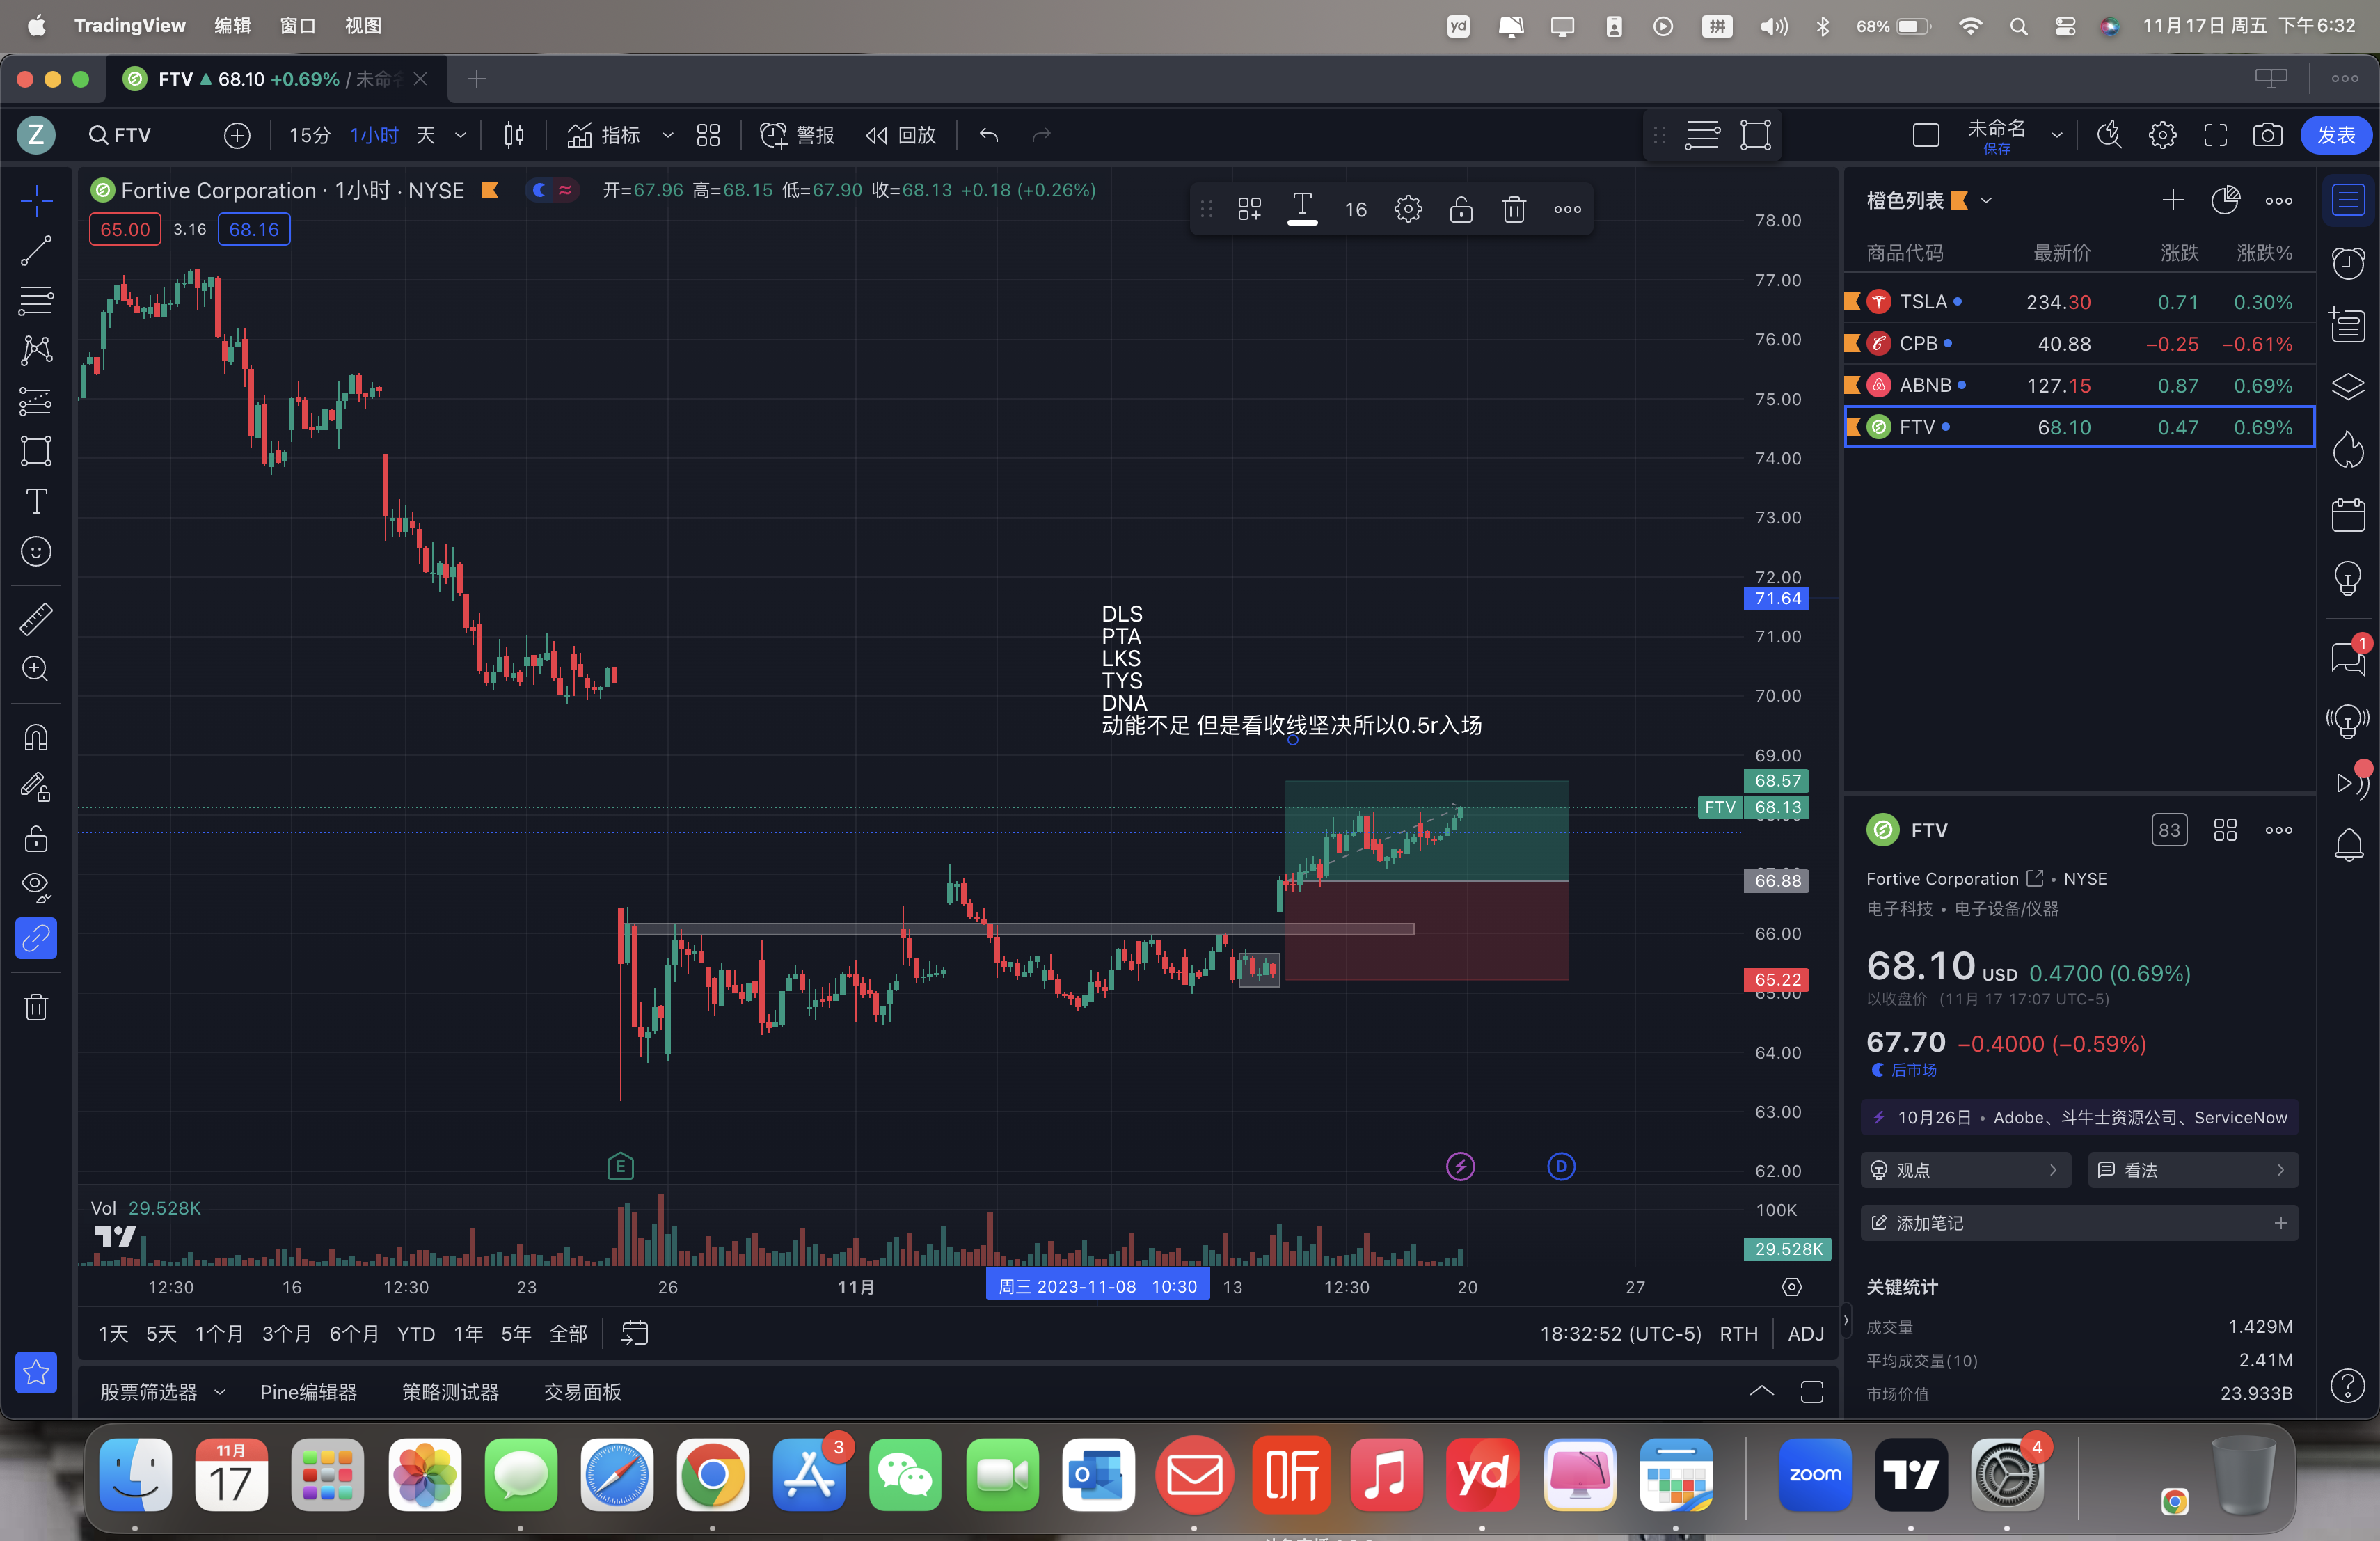 TradingView 编辑 窗口 视图
yd 拼 68% 11月17日 周五 下午6:32
FTV 68.10 +0.69% / 未命
Z FTV 15分 1小时 天 指标 警报 回放 未命名 保存 发表
Fortive Corporation · 1小时 · NYSE 开=67.96 高=68.15 低=67.90 收=68.13 +0.18 (+0.26%)
65.00 3.16 68.16
16
78.00
77.00
76.00
75.00
74.00
73.00
72.00
71.64
71.00
70.00
69.00
68.57
FTV 68.13
66.88
66.00
65.22
65.00
64.00
63.00
62.00
DLS
PTA
LKS
TYS
DNA
动能不足 但是看收线坚决所以0.5r入场
E D
Vol 29.528K
100K
29.528K
12:30 16 12:30 23 26 11月 周三 2023-11-08 10:30 13 12:30 20 27
1天 5天 1个月 3个月 6个月 YTD 1年 5年 全部 18:32:52 (UTC-5) RTH ADJ
股票筛选器 Pine编辑器 策略测试器 交易面板
橙色列表
商品代码 最新价 涨跌 涨跌%
TSLA 234.30 0.71 0.30%
CPB 40.88 −0.25 −0.61%
ABNB 127.15 0.87 0.69%
FTV 68.10 0.47 0.69%
1
FTV 83
Fortive Corporation • NYSE
电子科技 • 电子设备/仪器
68.10 USD 0.4700 (0.69%)
以收盘价 (11月 17 17:07 UTC-5)
67.70 −0.4000 (−0.59%)
后市场
10月26日 • Adobe、斗牛士资源公司、ServiceNow
观点 看法
添加笔记
关键统计
成交量 1.429M
平均成交量(10) 2.41M
市场价值 23.933B
11月 17 3 O 听 yd zoom 4